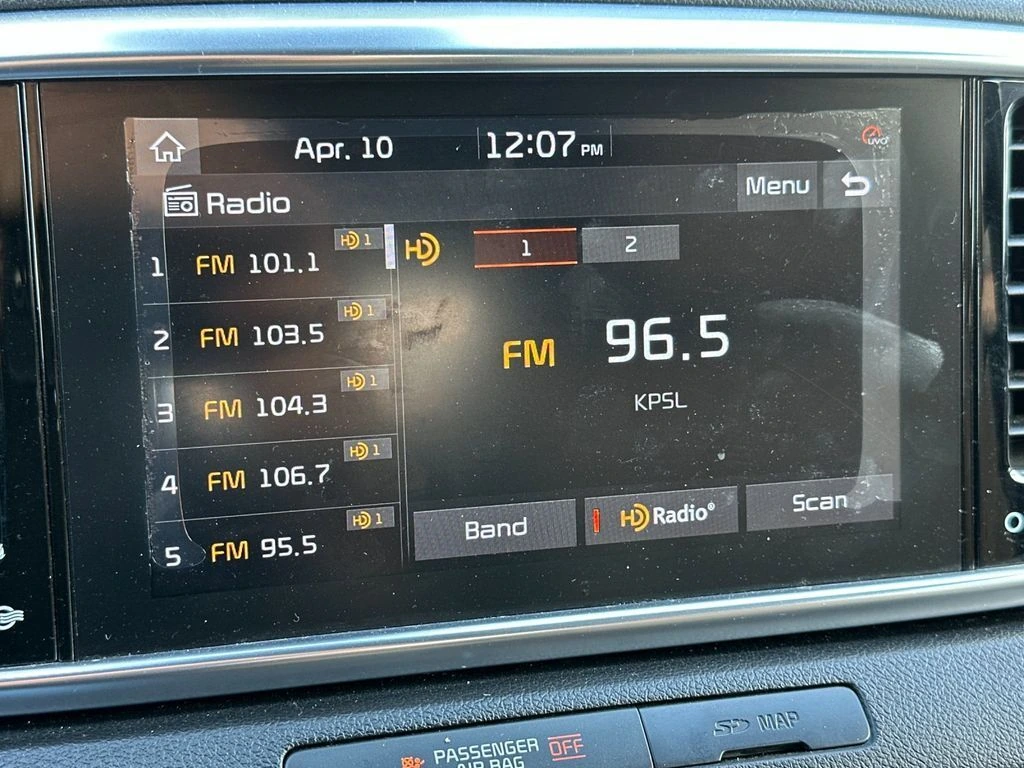 Apr. 10 12:07 PM
UVO
Radio Menu
1 FM 101.1 HD 1
2 FM 103.5 HD 1
3 FM 104.3 HD 1
4 FM 106.7 HD 1
5 FM 95.5 HD 1
HD 1 2
FM 96.5
KPSL
Band HD Radio® Scan
PASSENGER OFF
AIR BAG
SD MAP